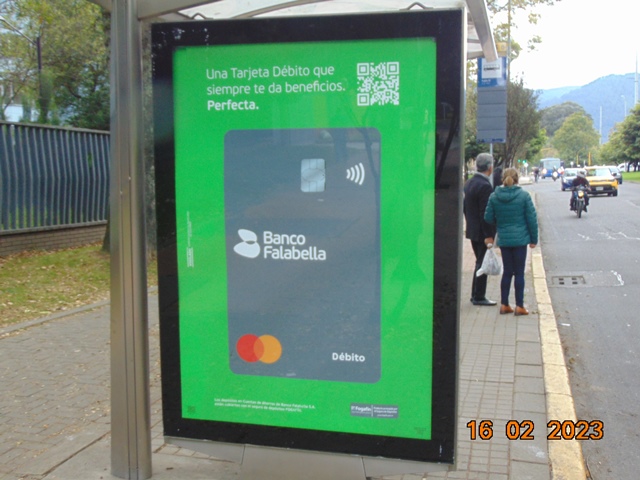 Una Tarjeta Débito que
siempre te da beneficios.
Perfecta.
Banco
Falabella
Débito
16 02 2023